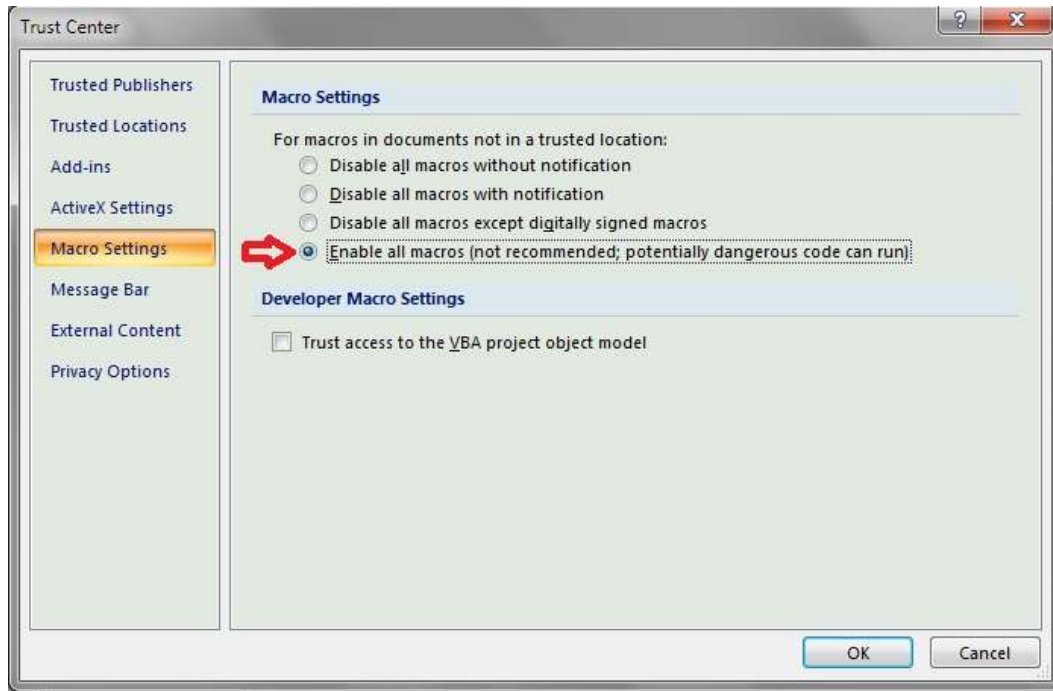 Trust Center
Trusted Publishers
Trusted Locations
Add-ins
ActiveX Settings
Macro Settings
Message Bar
External Content
Privacy Options
Macro Settings
For macros in documents not in a trusted location:
Disable all macros without notification
Disable all macros with notification
Disable all macros except digitally signed macros
Enable all macros (not recommended; potentially dangerous code can run)
Developer Macro Settings
Trust access to the VBA project object model
OK
Cancel